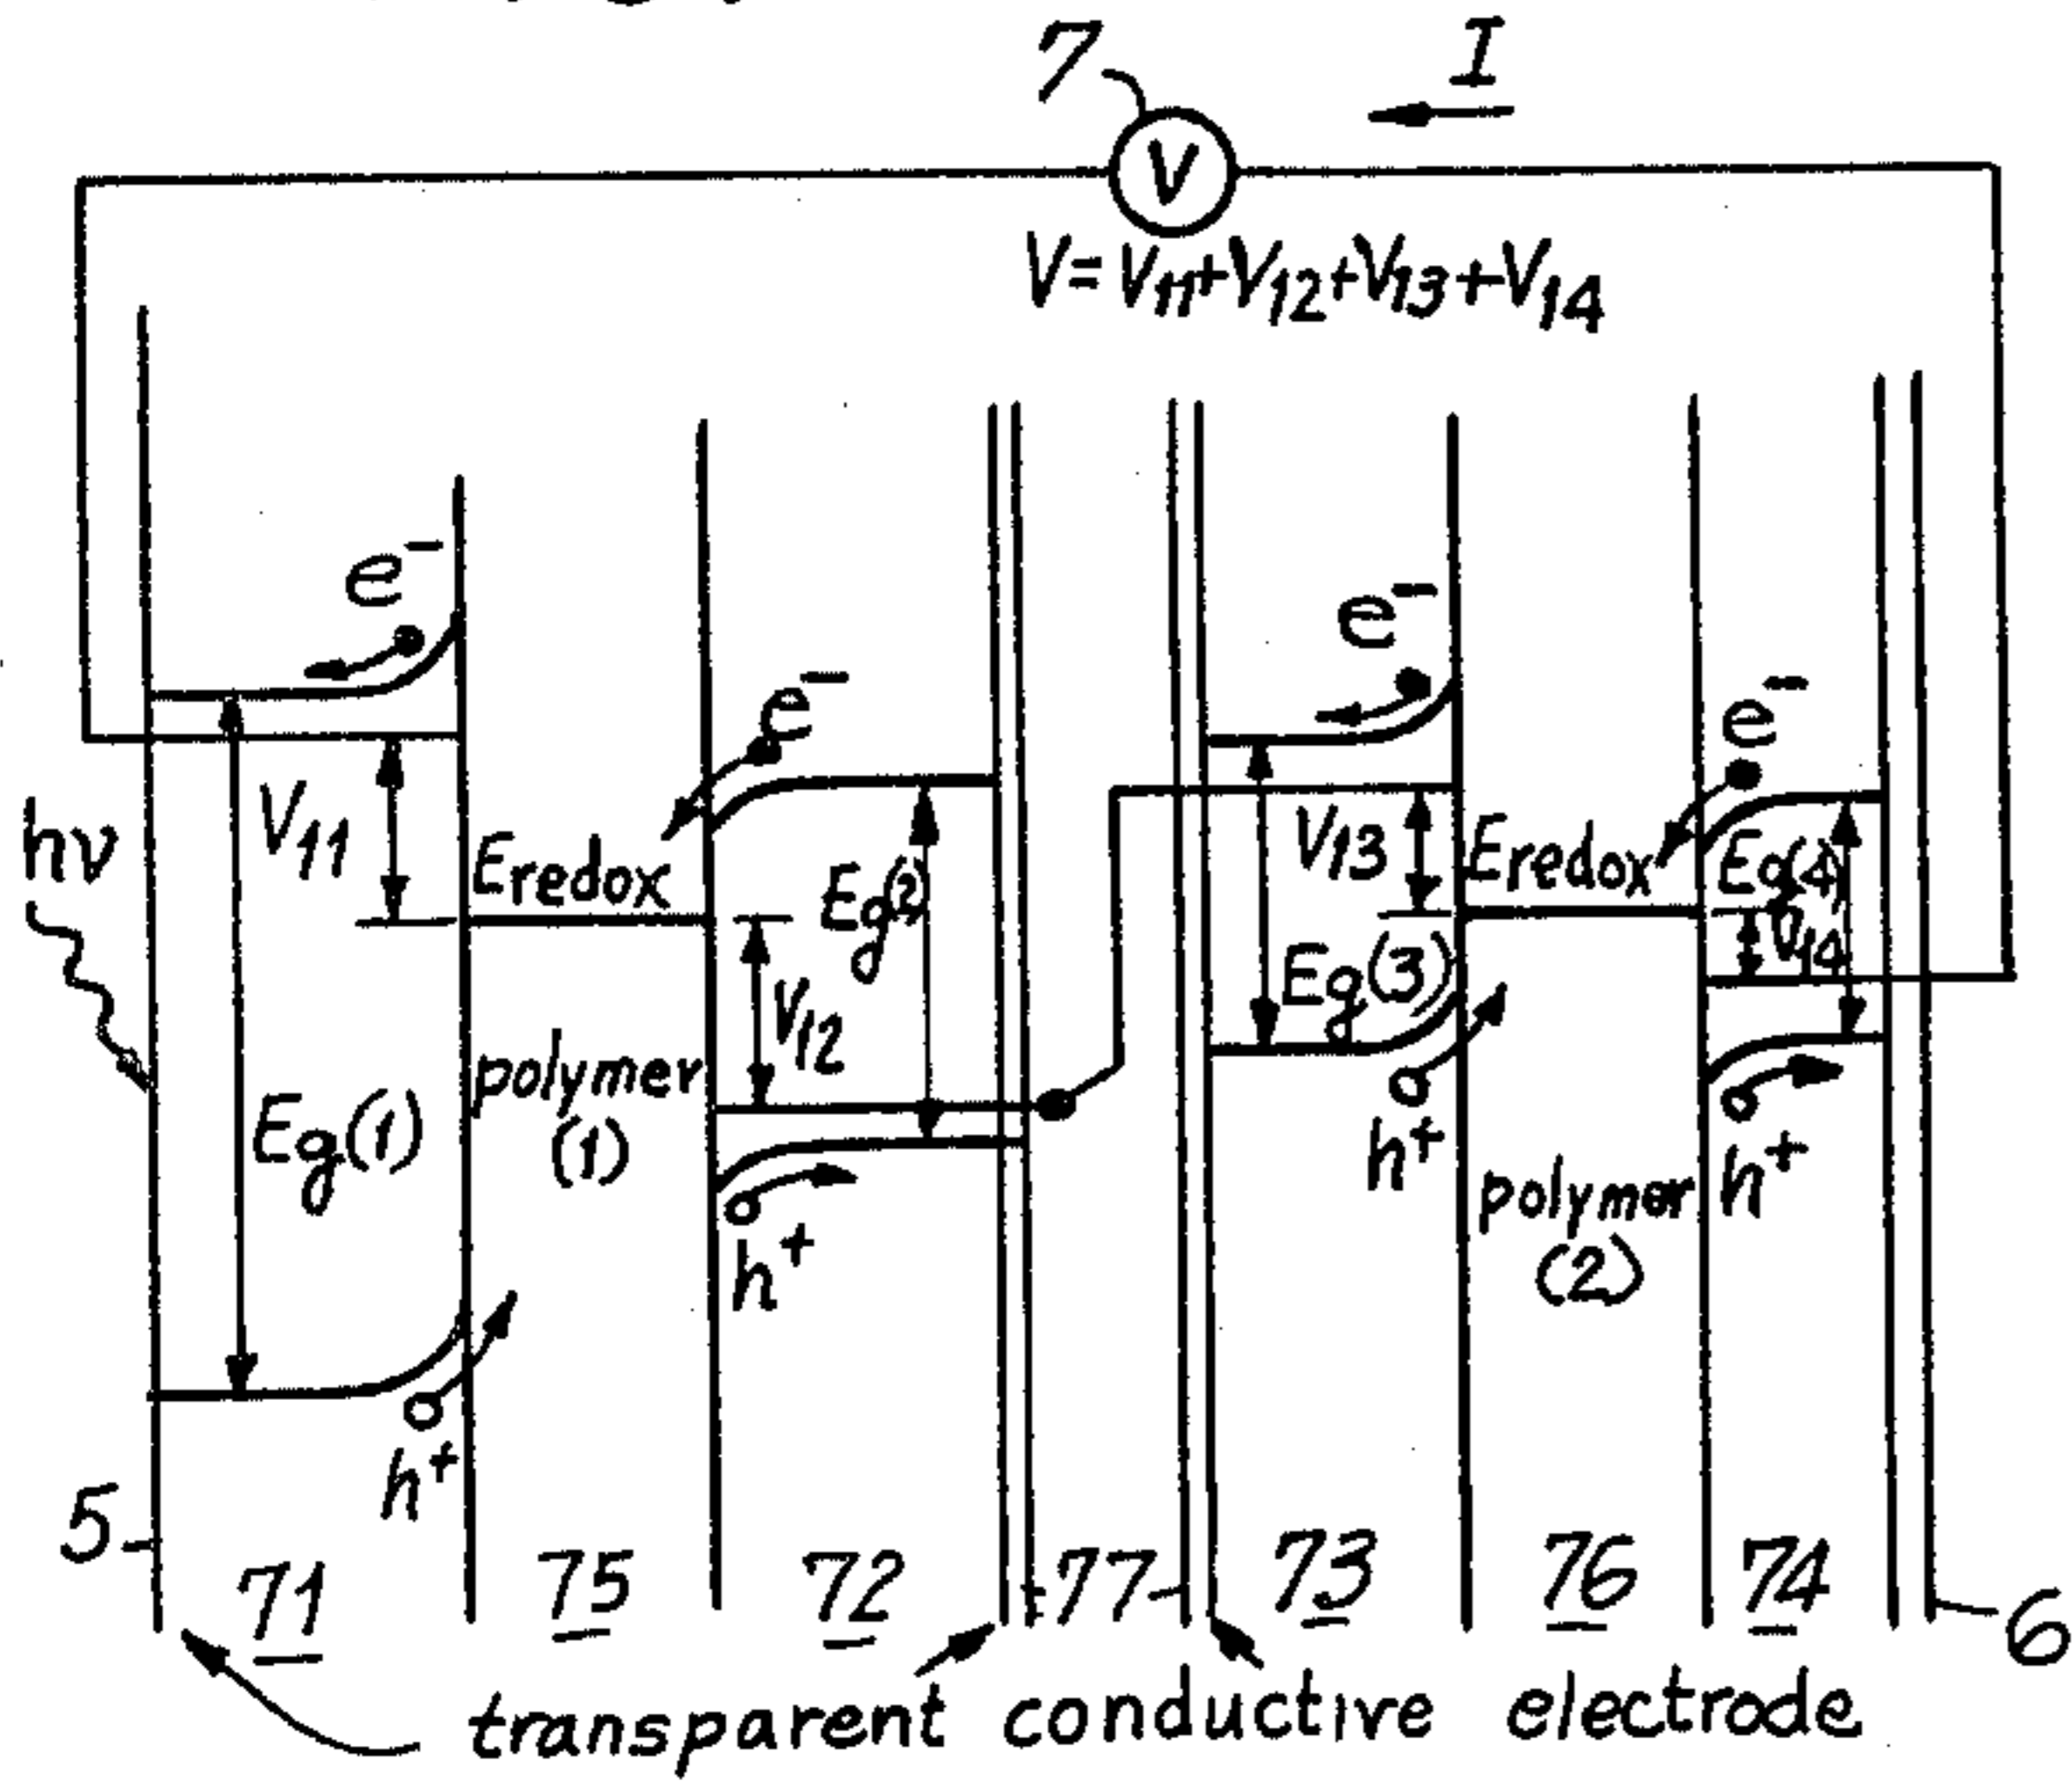 7
I
V
V=V11+V12+V13+V14
e⁻
e⁻
e⁻
e⁻
hν
V11
Eredox
Eg(2)
V13
Eredox
Eg(4)
V14
V12
Eg(3)
Eg(1)
polymer
(1)
h⁺
h⁺
h⁺
h⁺
polymer
(2)
5
71
75
72
77
73
76
74
6
transparent conductive electrode